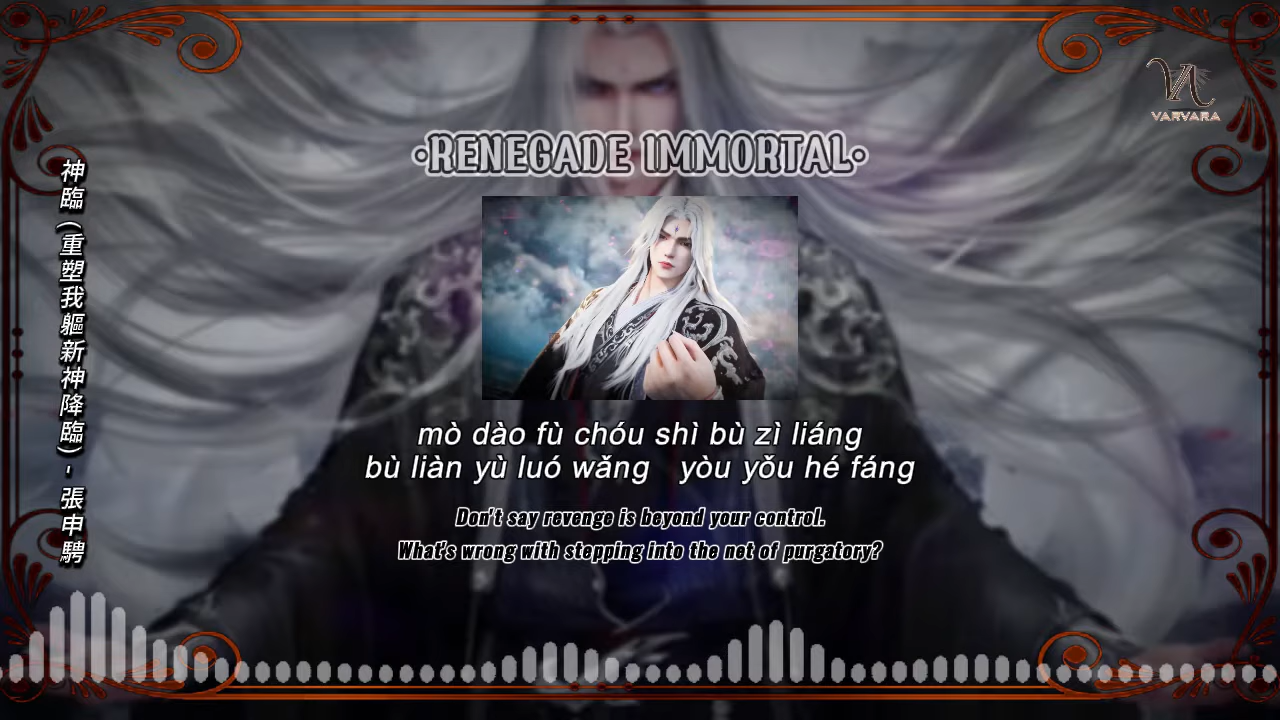 VARVARA
•RENEGADE IMMORTAL•
神臨 (重塑我軀新神降臨) - 張申騁
mò dào fù chóu shì bù zì liáng
bù liàn yù luó wǎng yòu yǒu hé fáng
Don't say revenge is beyond your control.
What's wrong with stepping into the net of purgatory?